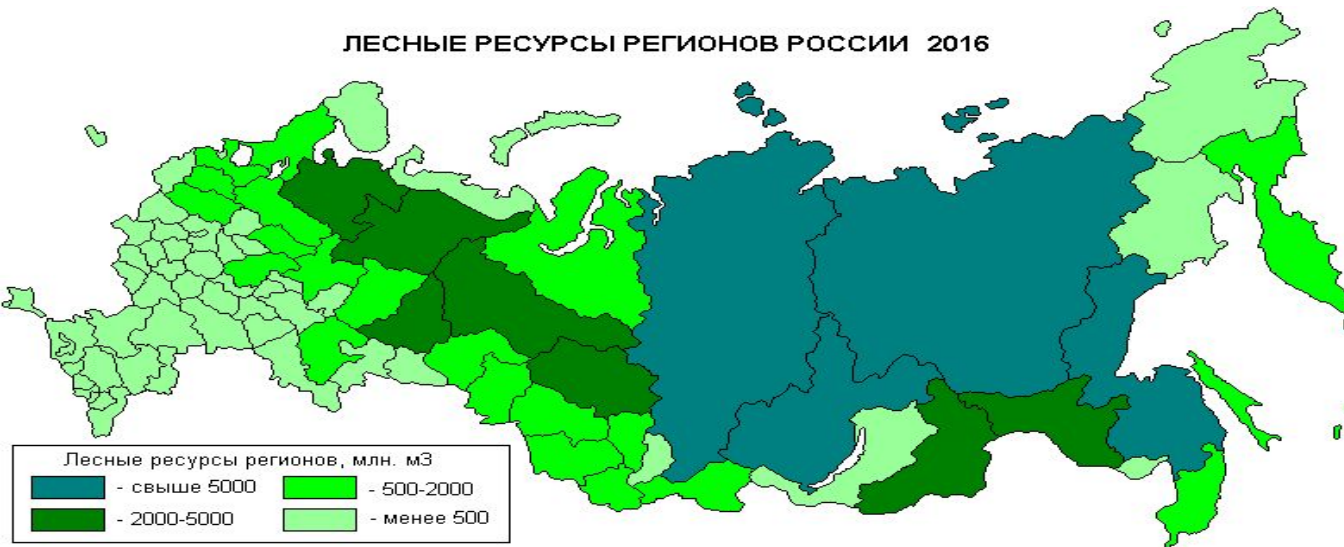 ЛЕСНЫЕ РЕСУРСЫ РЕГИОНОВ РОССИИ 2016
Лесные ресурсы регионов, млн. м3
- свыше 5000
- 500-2000
- 2000-5000
- менее 500